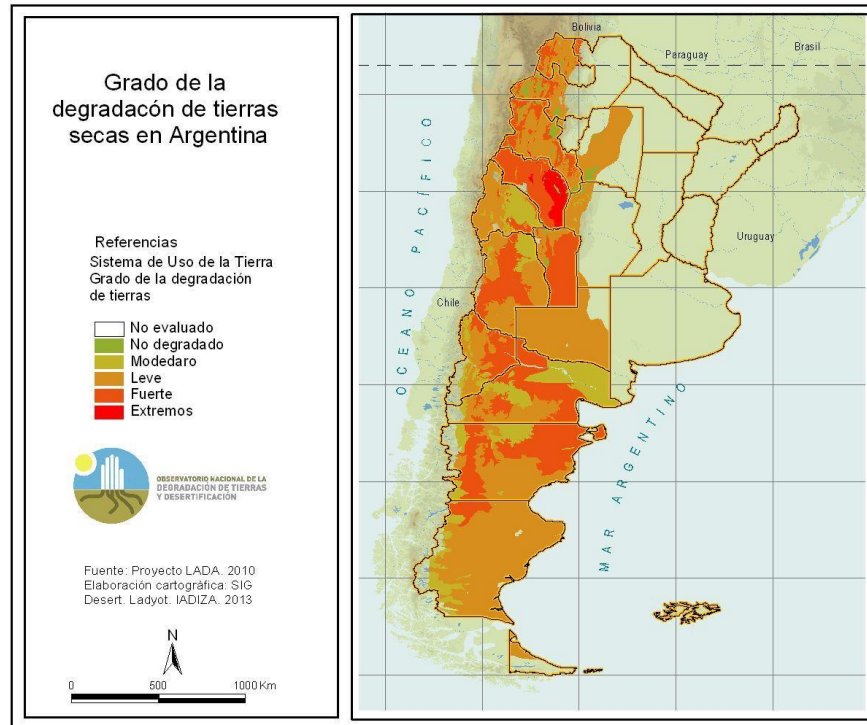 Grado de la
degradacón de tierras
secas en Argentina
Referencias
Sistema de Uso de la Tierra
Grado de la degradación
de tierras
No evaluado
No degradado
Modedaro
Leve
Fuerte
Extremos
OBSERVATORIO NACIONAL DE LA
DEGRADACIÓN DE TIERRAS
Y DESERTIFICACIÓN
Fuente: Proyecto LADA. 2010
Elaboración cartográfica: SIG
Desert. Ladyot. IADIZA. 2013
N
0 500 1000 Km
Bolivia
Paraguay
Brasil
OCEANO PACÍFICO
Uruguay
Chile
MAR ARGENTINO